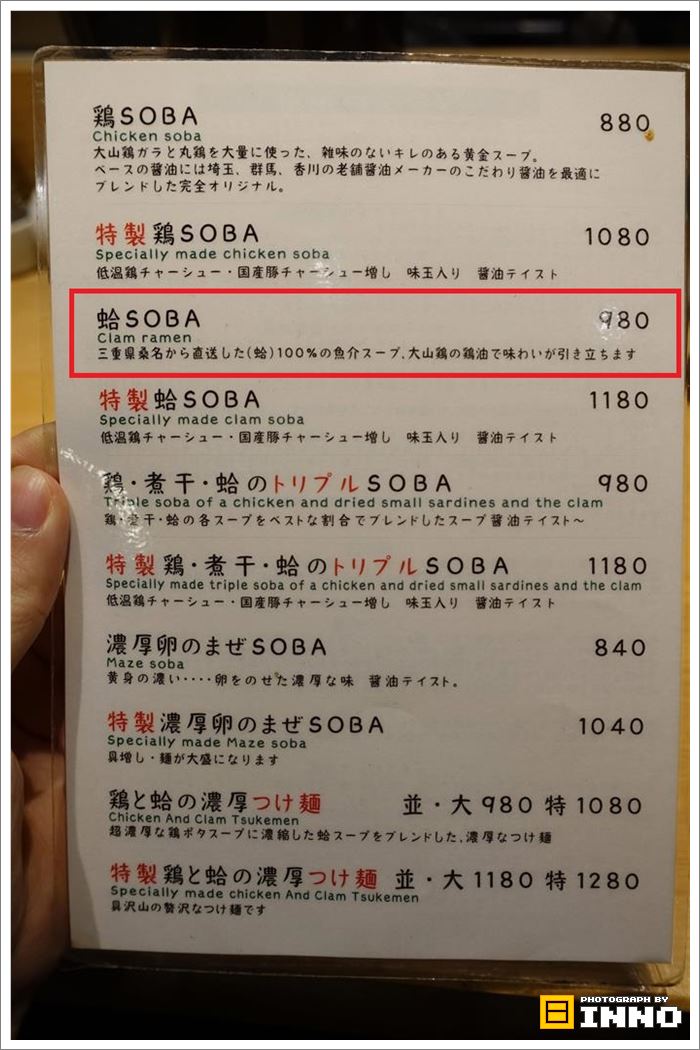 鶏SOBA 880
Chicken soba
大山鶏ガラと丸鶏を大量に使った、雑味のないキレのある黄金スープ。
ベースの醤油には埼玉、群馬、香川の老舗醤油メーカーのこだわり醤油を最適に
ブレンドした完全オリジナル。
特製鶏SOBA 1080
Specially made chicken soba
低温鶏チャーシュー・国産豚チャーシュー増し 味玉入り 醤油テイスト
蛤SOBA 980
Clam ramen
三重県桑名から直送した(蛤)100%の魚介スープ、大山鶏の鶏油で味わいが引き立ちます
特製蛤SOBA 1180
Specially made clam soba
低温鶏チャーシュー・国産豚チャーシュー増し 味玉入り 醤油テイスト
鶏・煮干・蛤のトリプルSOBA 980
Triple soba of a chicken and dried small sardines and the clam
鶏・煮干・蛤の各スープをベストな割合でブレンドしたスープ醤油テイスト～
特製鶏・煮干・蛤のトリプルSOBA 1180
Specially made triple soba of a chicken and dried small sardines and the clam
低温鶏チャーシュー・国産豚チャーシュー増し 味玉入り 醤油テイスト
濃厚卵のまぜSOBA 840
Maze soba
黄身の濃い····卵をのせた濃厚な味 醤油テイスト。
特製濃厚卵のまぜSOBA 1040
Specially made Maze soba
具増し・麺が大盛になります
鶏と蛤の濃厚つけ麺 並・大980 特1080
Chicken And Clam Tsukemen
超濃厚な鶏ポタスープに濃縮した蛤スープをブレンドした、濃厚なつけ麺
特製鶏と蛤の濃厚つけ麺 並・大1180 特1280
Specially made chicken And Clam Tsukemen
具沢山の贅沢なつけ麺です
PHOTOGRAPH BY
INNO